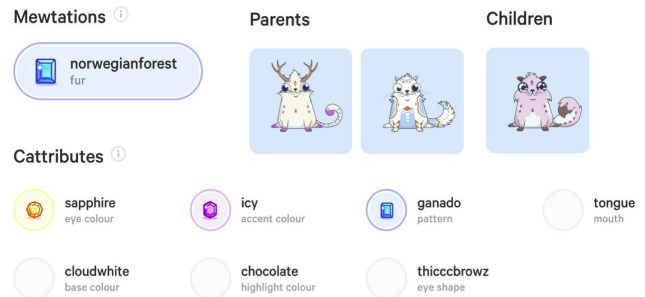 Mewtations
norwegianforest
fur
Parents
Children
Cattributes
sapphire
eye colour
icy
accent colour
ganado
pattern
tongue
mouth
cloudwhite
base colour
chocolate
highlight colour
thicccbrowz
eye shape